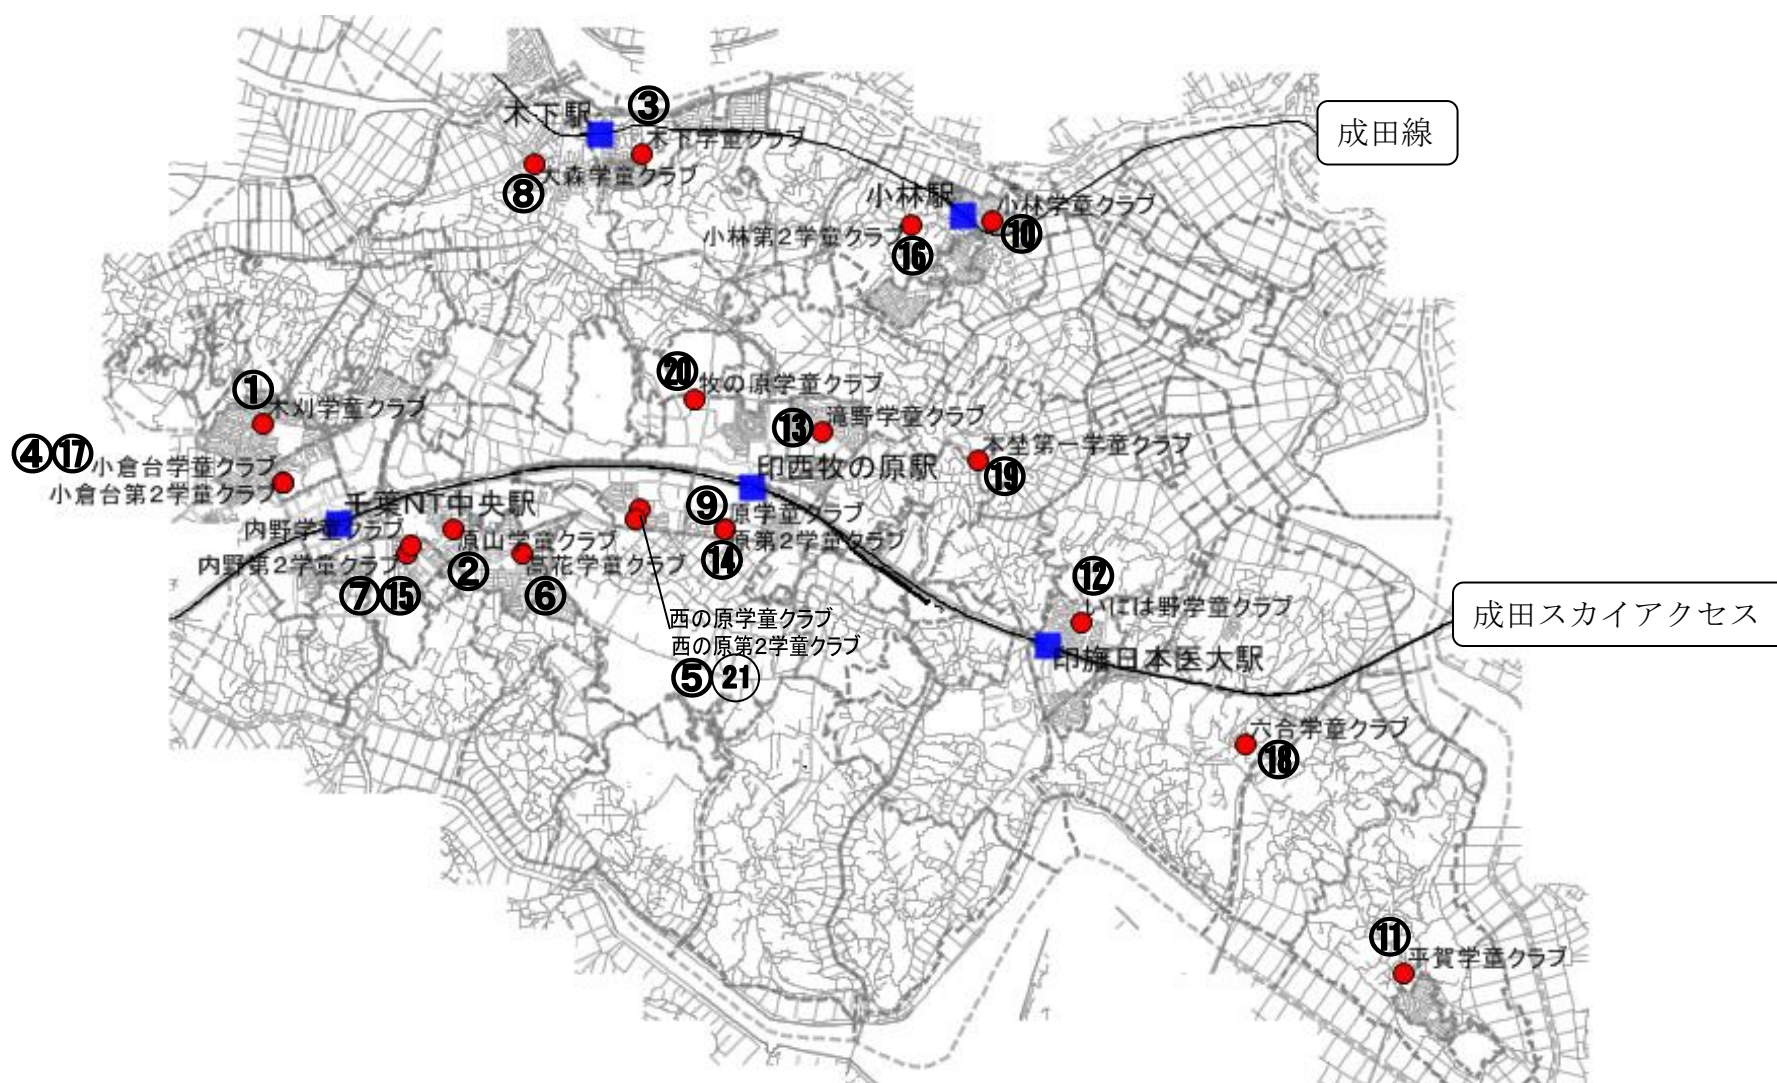 ③
木下駅
木下学童クラブ
成田線
大森学童クラブ
⑧
小林駅
小林学童クラブ
小林第2学童クラブ
⑩
⑯
①
木刈学童クラブ
⑳
牧の原学童クラブ
⑬
滝野学童クラブ
本埜第一学童クラブ
④⑰
小倉台学童クラブ
小倉台第2学童クラブ
印西牧の原駅
⑲
千葉NT中央駅
⑨
原学童クラブ
内野学童クラブ
原山学童クラブ
原第2学童クラブ
内野第2学童クラブ
高花学童クラブ
⑭
②
⑦⑮
⑥
⑫
いには野学童クラブ
西の原学童クラブ
西の原第2学童クラブ
⑤㉑
成田スカイアクセス
印旛日本医大駅
六合学童クラブ
⑱
⑪
平賀学童クラブ